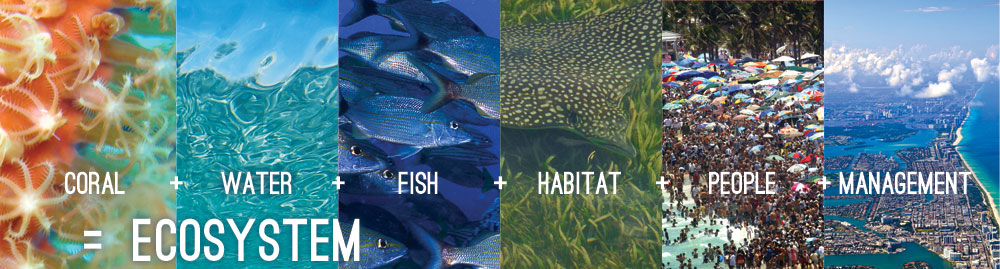 CORAL + WATER + FISH + HABITAT + PEOPLE + MANAGEMENT
= ECOSYSTEM